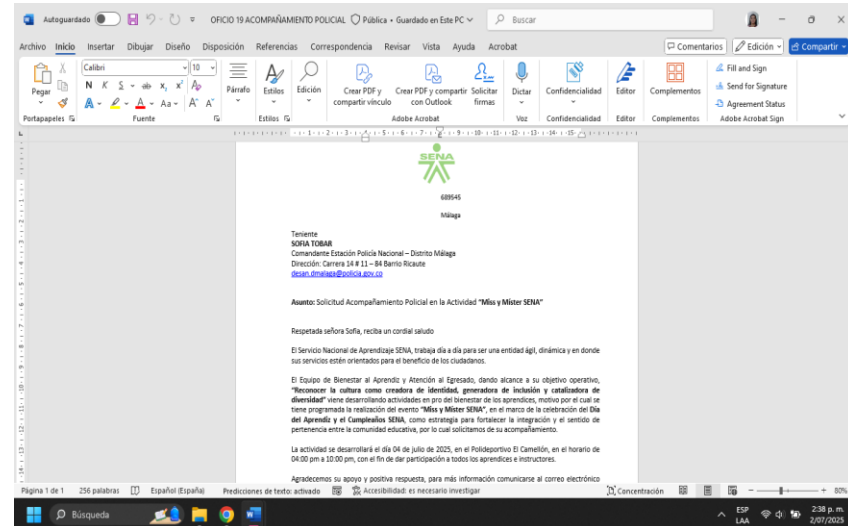 Autoguardado
OFICIO 19 ACOMPAÑAMIENTO POLICIAL
Pública • Guardado en Este PC
Buscar
Archivo Inicio Insertar Dibujar Diseño Disposición Referencias Correspondencia Revisar Vista Ayuda Acrobat
Comentarios Edición Compartir
Calibri 10
Pegar
N K S ab x, x'
A Aa A A
Párrafo Estilos Edición
Crear PDF y compartir vínculo
Crear PDF y compartir con Outlook
Solicitar firmas
Dictar Confidencialidad Editor Complementos
Fill and Sign
Send for Signature
Agreement Status
Portapapeles Fuente Estilos Adobe Acrobat Voz Confidencialidad Editor Complementos Adobe Acrobat Sign
SENA
689545
Málaga
Teniente
SOFIA TOBAR
Comandente Estación Policía Nacional – Distrito Málaga
Dirección: Carrera 14 # 11 – 84 Barrio Ricaute
desan.dmalaga@policia.gov.co
Asunto: Solicitud Acompañamiento Policial en la Actividad "Miss y Míster SENA"
Respetada señora Sofía, reciba un cordial saludo
El Servicio Nacional de Aprendizaje SENA, trabaja día a día para ser una entidad ágil, dinámica y en donde
sus servicios estén orientados para el beneficio de los ciudadanos.
El Equipo de Bienestar al Aprendiz y Atención al Egresado, dando alcance a su objetivo operativo,
"Reconocer la cultura como creadora de identidad, generadora de inclusión y catalizadora de
diversidad" viene desarrollando actividades en pro del bienestar de los aprendices, motivo por el cual se
tiene programada la realización del evento "Miss y Míster SENA", en el marco de la celebración del Día
del Aprendiz y el Cumpleaños SENA, como estrategia para fortalecer la integración y el sentido de
pertenencia entre la comunidad educativa, por lo cual solicitamos de su acompañamiento.
La actividad se desarrollará el día 04 de julio de 2025, en el Polideportivo El Camellón, en el horario de
04:00 pm a 10:00 pm, con el fin de dar participación a todos los aprendices e instructores.
Agradecemos su apoyo y positiva respuesta, para más información comunicarse al correo electrónico
Página 1 de 1 256 palabras Español (España) Predicciones de texto: activado Accesibilidad: es necesario investigar Concentración 80%
Búsqueda
ESP
LAA
2:38 p. m.
2/07/2025